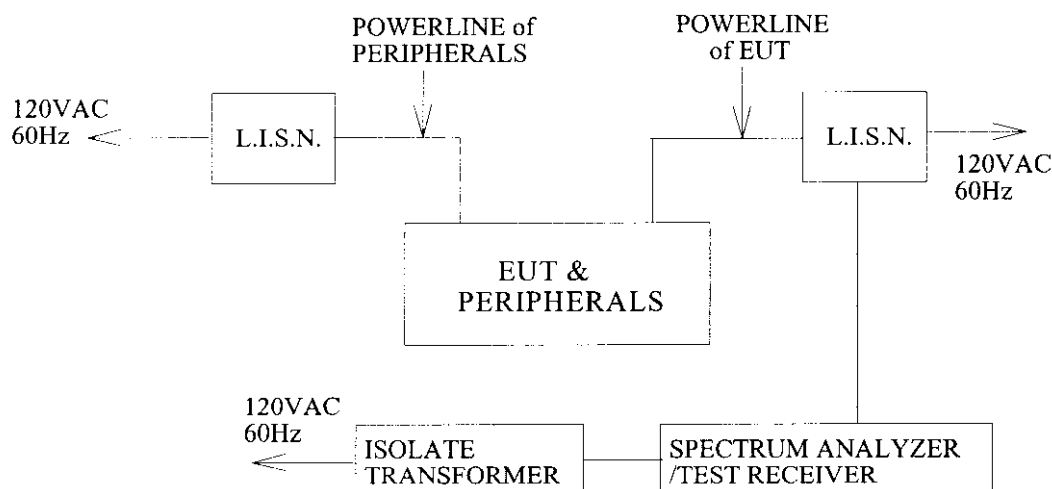 POWERLINE of
PERIPHERALS
POWERLINE
of EUT
120VAC
60Hz
L.I.S.N.
L.I.S.N.
120VAC
60Hz
EUT &
PERIPHERALS
120VAC
60Hz
ISOLATE
TRANSFORMER
SPECTRUM ANALYZER
/TEST RECEIVER